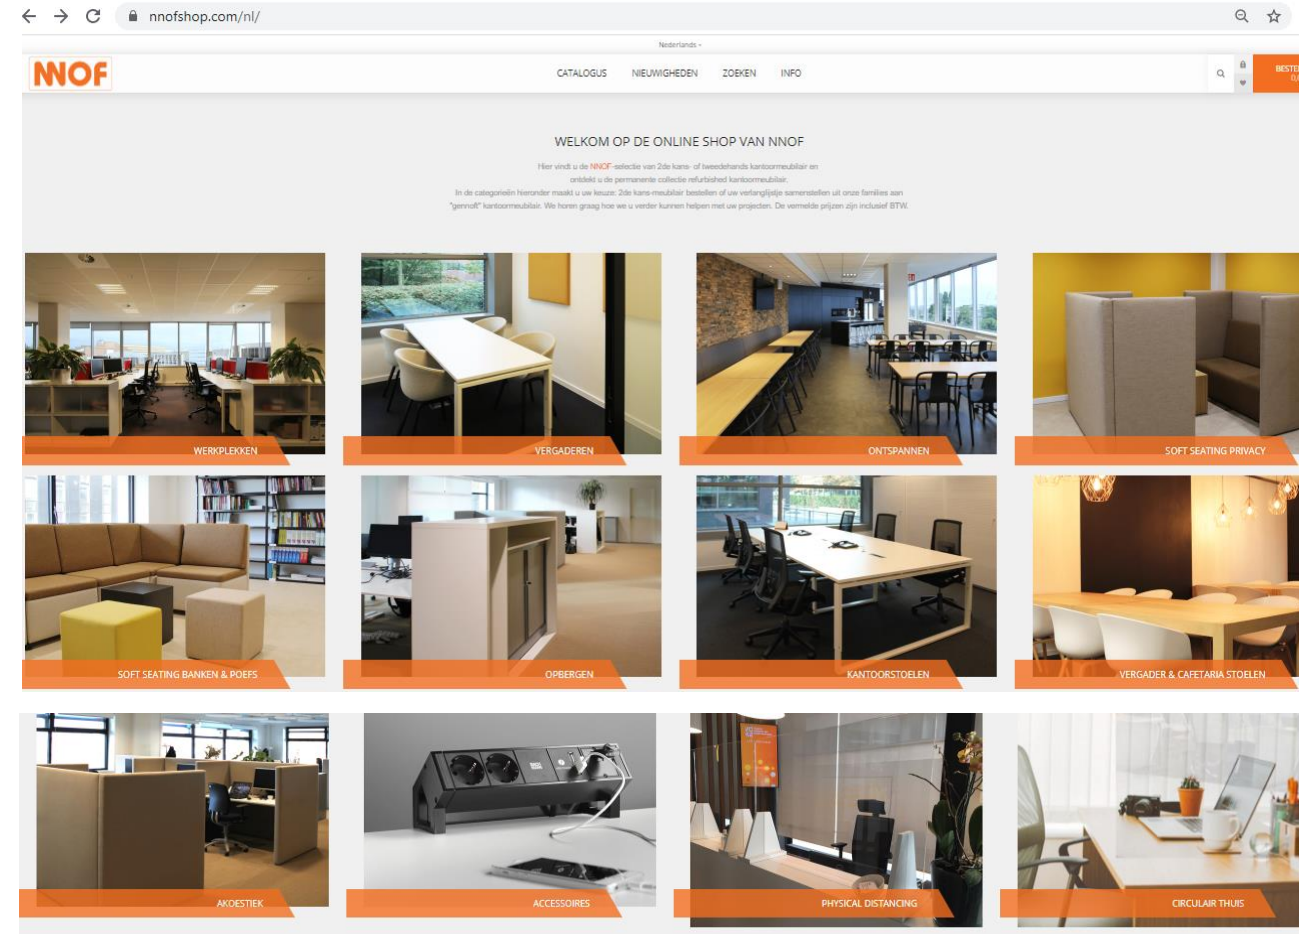 nnofshop.com/nl/
Nederlands
NNOF
CATALOGUS NIEUWIGHEDEN ZOEKEN INFO
BESTE
0,
WELKOM OP DE ONLINE SHOP VAN NNOF
Hier vindt u de NNOF-selectie van 2de kans- of tweedehands kantoormeubilair en
ontdekt u de permanente collectie refurbished kantoormeubilair.
In de categorieën hieronder maakt u uw keuze: 2de kans-meubilair bestellen of uw verlanglijstje samenstellen uit onze families aan
"gennoft" kantoormeubilair. We horen graag hoe we u verder kunnen helpen met uw projecten. De vermelde prijzen zijn inclusief BTW.
WERKPLEKKEN
VERGADEREN
ONTSPANNEN
SOFT SEATING PRIVACY
SOFT SEATING BANKEN & POEFS
OPBERGEN
KANTOORSTOELEN
VERGADER & CAFETARIA STOELEN
AKOESTIEK
ACCESSOIRES
PHYSICAL DISTANCING
CIRCULAIR THUIS